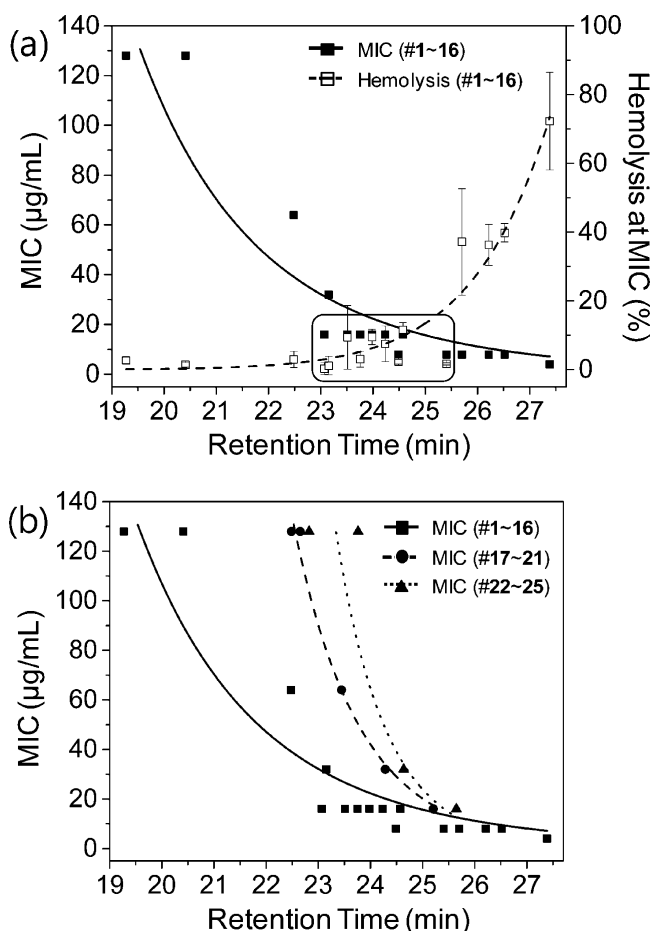 (a)
140
120
100
80
60
40
20
0
MIC (μg/mL)
MIC (#1~16)
Hemolysis (#1~16)
100
80
60
40
20
0
Hemolysis at MIC (%)
19 20 21 22 23 24 25 26 27
Retention Time (min)
(b)
140
120
100
80
60
40
20
0
MIC (μg/mL)
MIC (#1~16)
MIC (#17~21)
MIC (#22~25)
19 20 21 22 23 24 25 26 27
Retention Time (min)